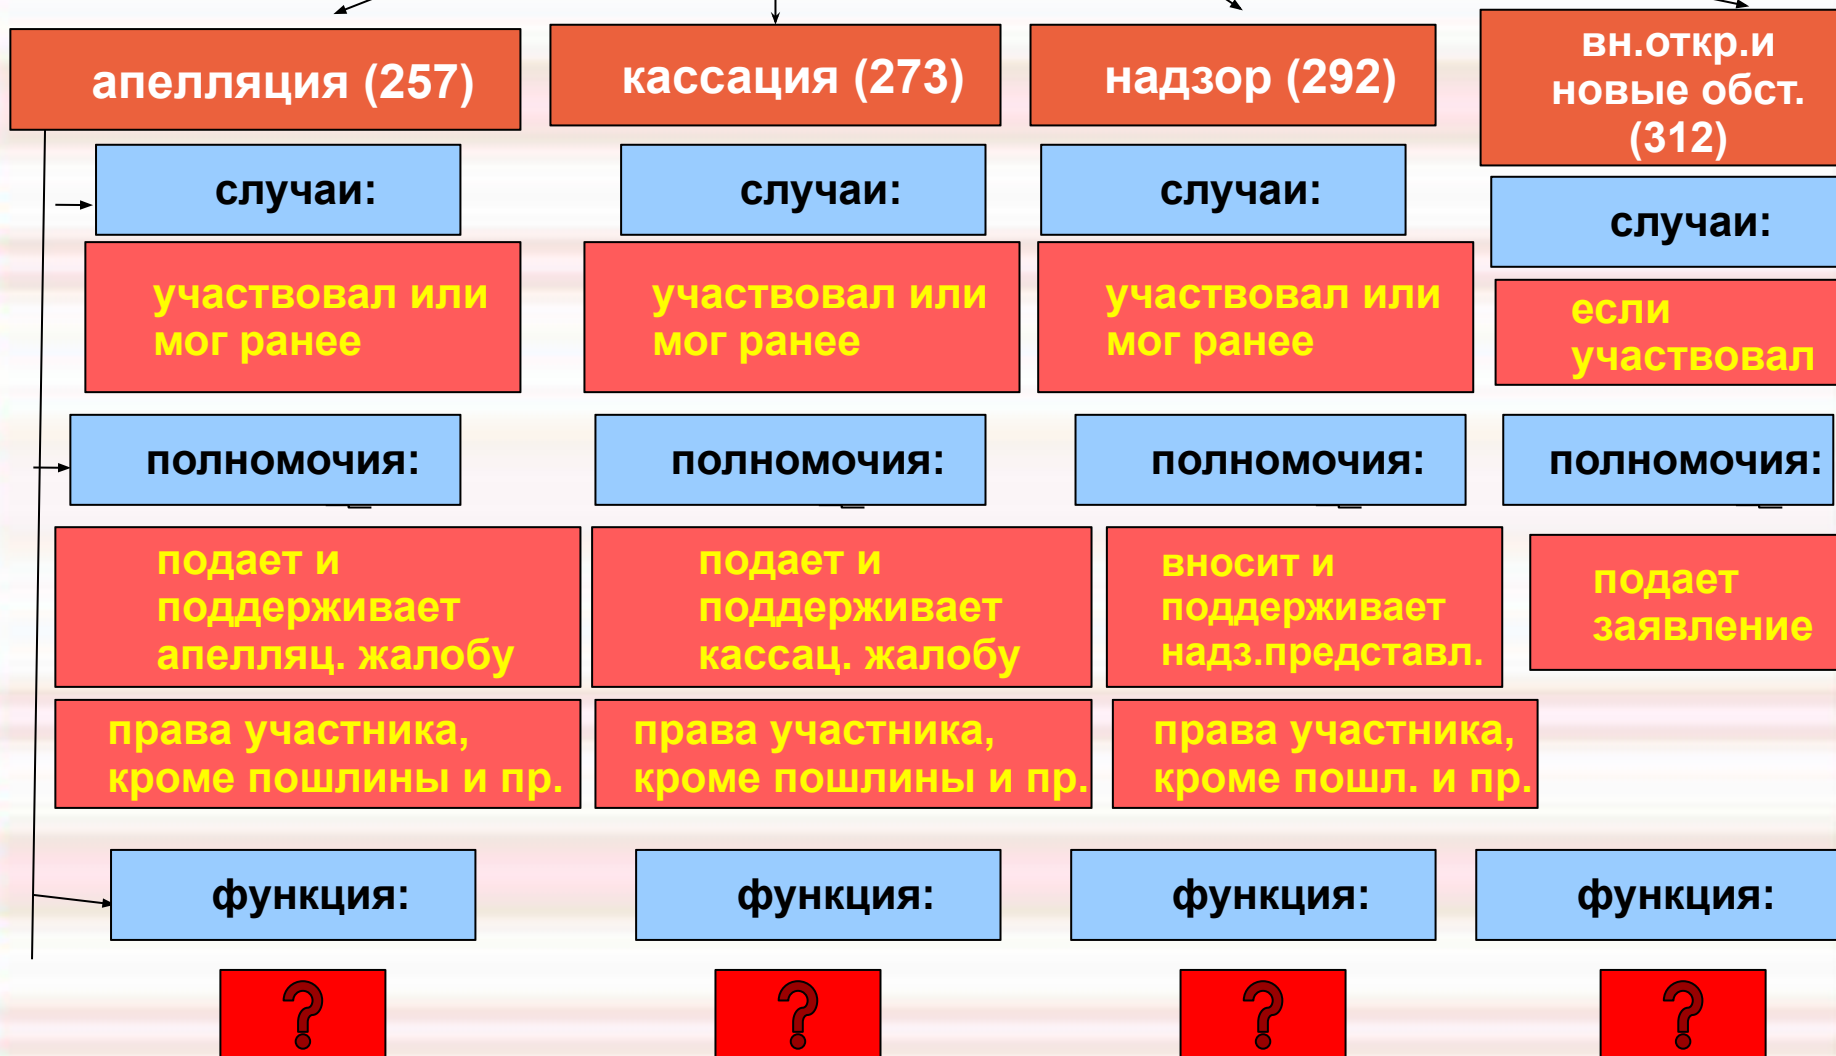 апелляция (257)
кассация (273)
надзор (292)
вн.откр.и
новые обст.
(312)
случаи:
случаи:
случаи:
случаи:
участвовал или
мог ранее
участвовал или
мог ранее
участвовал или
мог ранее
если
участвовал
полномочия:
полномочия:
полномочия:
полномочия:
подает и
поддерживает
апелляц. жалобу
подает и
поддерживает
кассац. жалобу
вносит и
поддерживает
надз.представл.
подает
заявление
права участника,
кроме пошлины и пр.
права участника,
кроме пошлины и пр.
права участника,
кроме пошл. и пр.
функция:
функция:
функция:
функция:
?
?
?
?